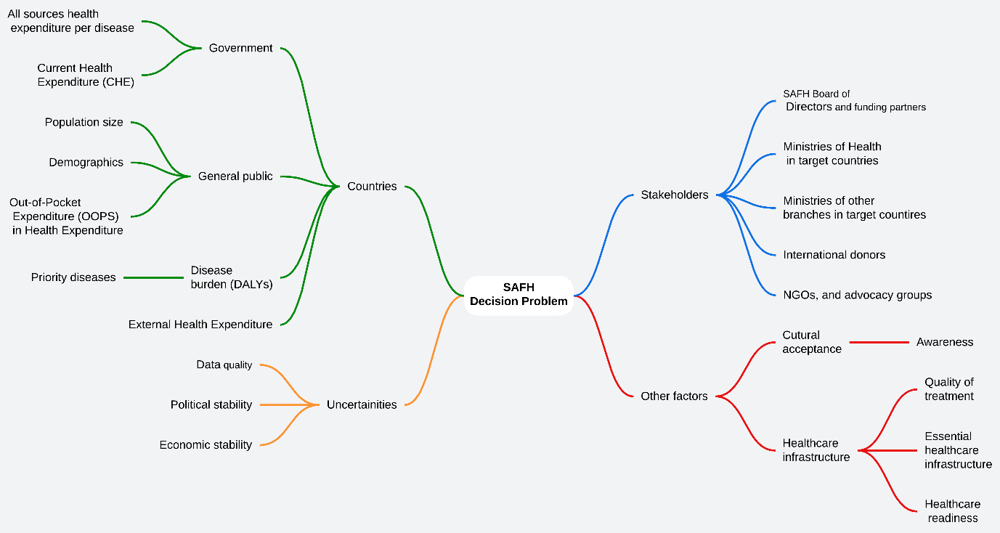 All sources health
expenditure per disease
Government
Current Health
Expenditure (CHE)
Population size
Demographics
General public
Out-of-Pocket
Expenditure (OOPS)
in Health Expenditure
Countries
Priority diseases
Disease
burden (DALYs)
External Health Expenditure
Data quality
Political stability
Uncertainities
Economic stability
SAFH
Decision Problem
Stakeholders
SAFH Board of
Directors and funding partners
Ministries of Health
in target countries
Ministries of other
branches in target countires
International donors
NGOs, and advocacy groups
Other factors
Cutural
acceptance
Awareness
Healthcare
infrastructure
Quality of
treatment
Essential
healthcare
infrastructure
Healthcare
readiness